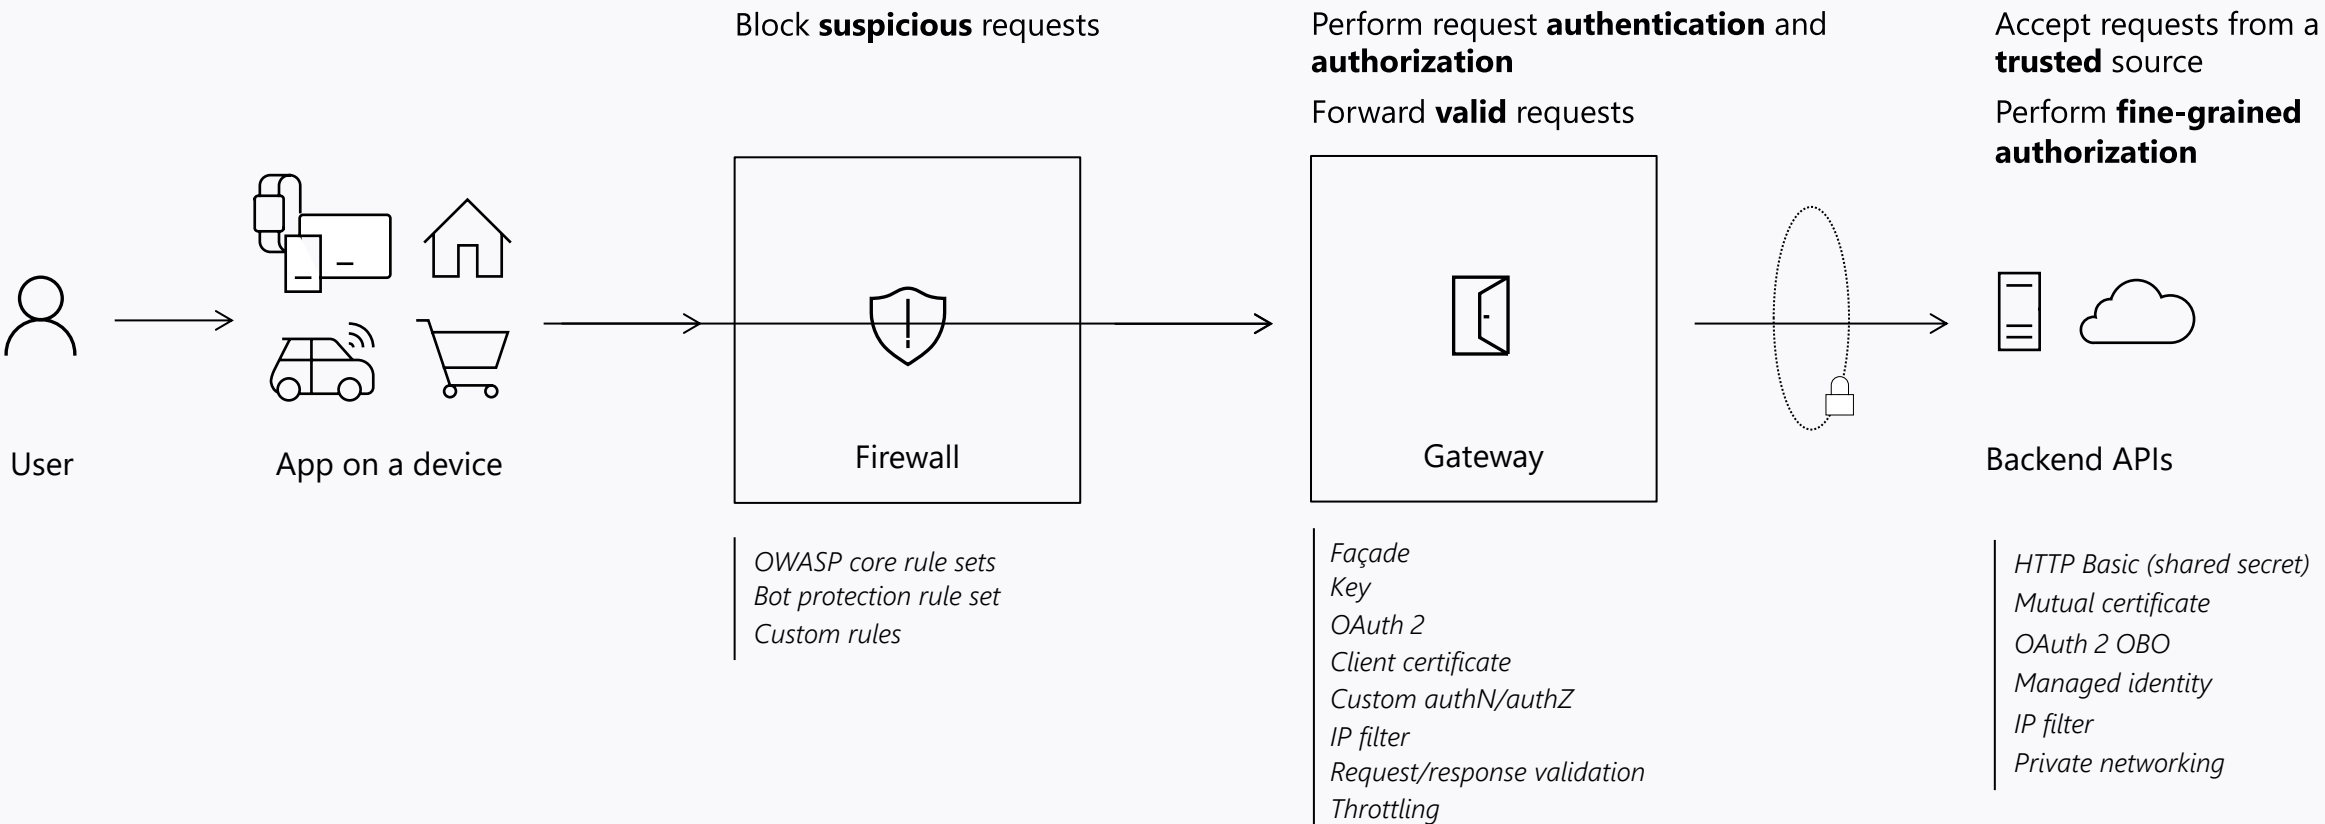 Block suspicious requests
Perform request authentication and
authorization
Forward valid requests
Accept requests from a
trusted source
Perform fine-grained
authorization
User
App on a device
Firewall
Gateway
Backend APIs
OWASP core rule sets
Bot protection rule set
Custom rules
Façade
Key
OAuth 2
Client certificate
Custom authN/authZ
IP filter
Request/response validation
Throttling
HTTP Basic (shared secret)
Mutual certificate
OAuth 2 OBO
Managed identity
IP filter
Private networking